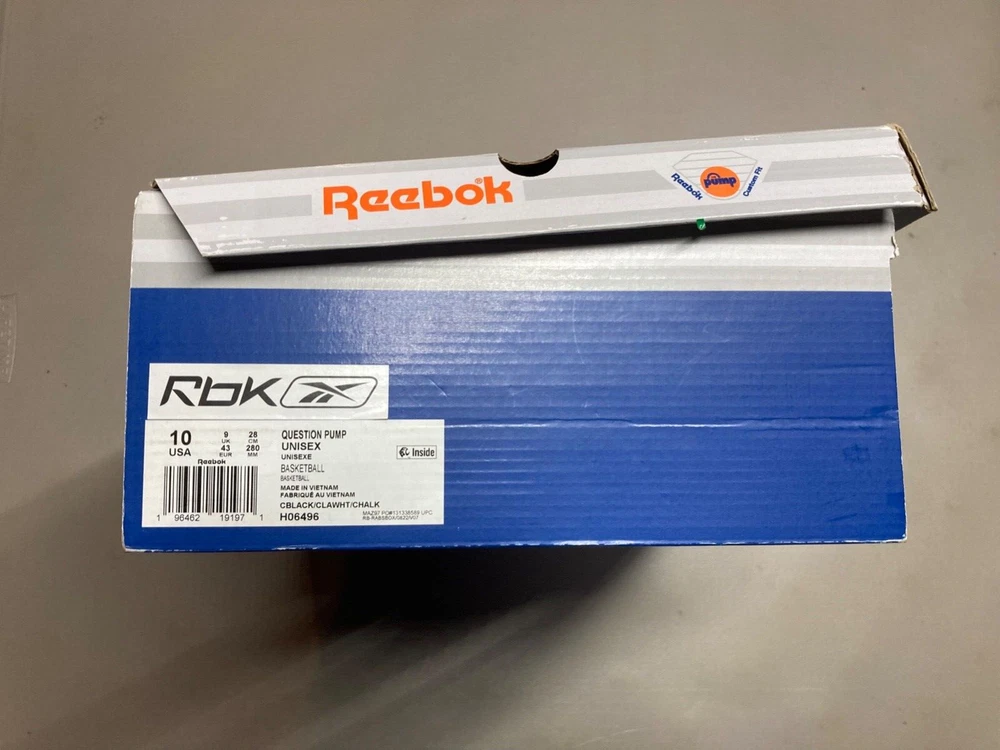 Reebok®
Reebok pump Custom Fit
RbK
10
USA
9
UK
43
EUR
28
CM
280
MM
QUESTION PUMP
UNISEX
UNISEXE
BASKETBALL
BASKETBALL
MADE IN VIETNAM
FABRIQUÉ AU VIETNAM
CBLACK/CLAWHT/CHALK
H06496
Inside
Reebok
1 96462 19197 1